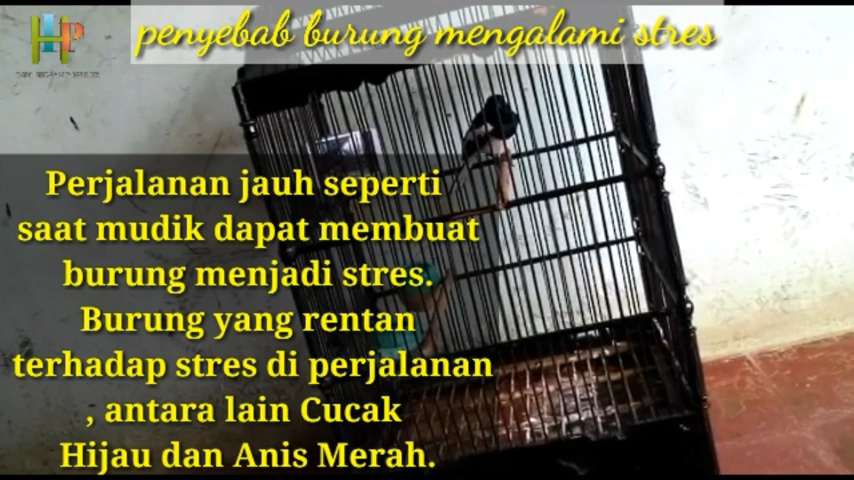 penyebab burung mengalami stres
HP
Perjalanan jauh seperti
saat mudik dapat membuat
burung menjadi stres.
Burung yang rentan
terhadap stres di perjalanan
, antara lain Cucak
Hijau dan Anis Merah.